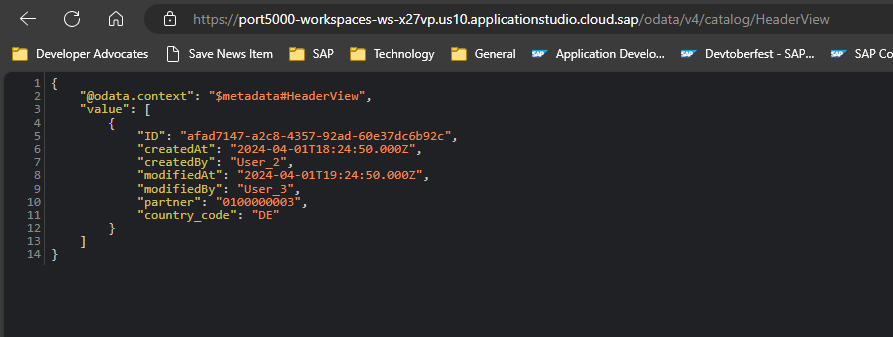 https://port5000-workspaces-ws-x27vp.us10.applicationstudio.cloud.sap/odata/v4/catalog/HeaderView
Developer Advocates Save News Item SAP Technology General Application Develo... Devtoberfest - SAP... SAP Co
1 {
2 "@odata.context": "$metadata#HeaderView",
3 "value": [
4 {
5 "ID": "afad7147-a2c8-4357-92ad-60e37dc6b92c",
6 "createdAt": "2024-04-01T18:24:50.000Z",
7 "createdBy": "User_2",
8 "modifiedAt": "2024-04-01T19:24:50.000Z",
9 "modifiedBy": "User_3",
10 "partner": "0100000003",
11 "country_code": "DE"
12 }
13 ]
14 }